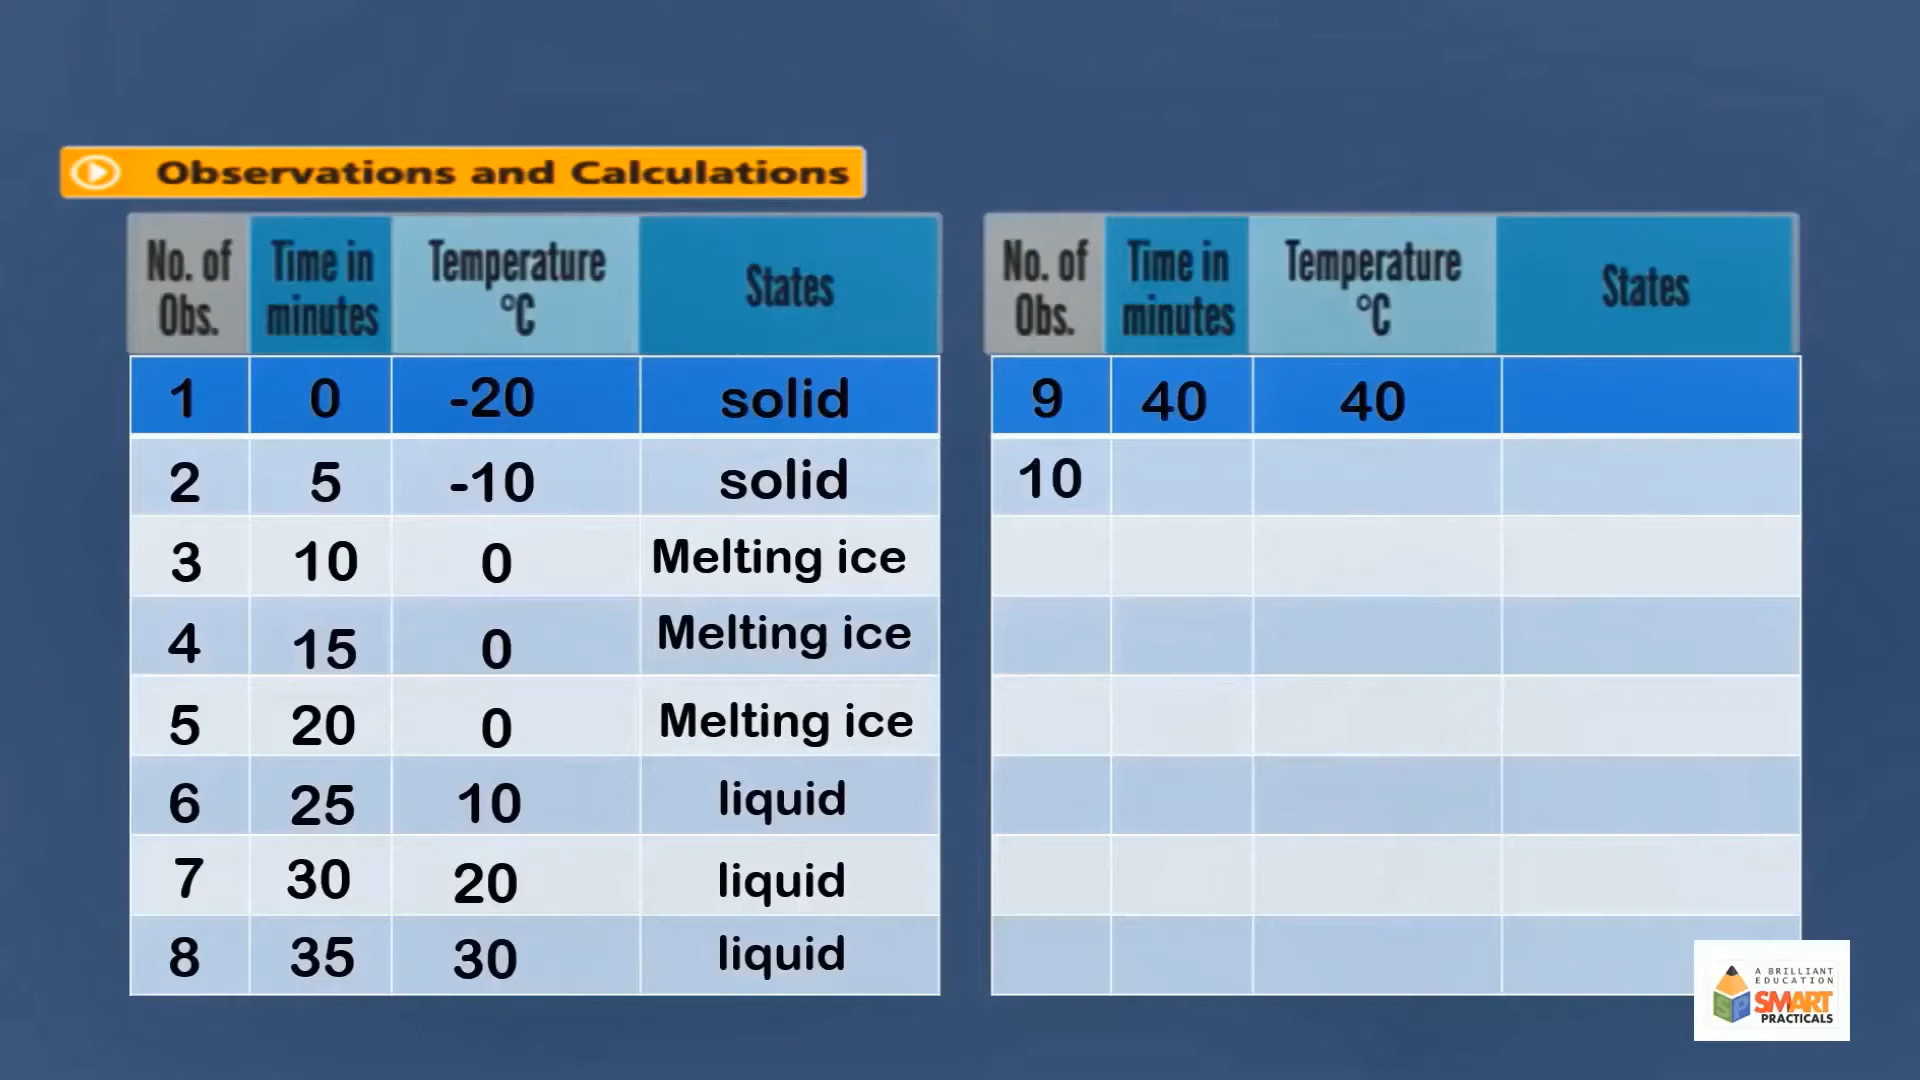 Observations and Calculations
No. of Obs. Time in minutes Temperature °C States
1 0 -20 solid
2 5 -10 solid
3 10 0 Melting ice
4 15 0 Melting ice
5 20 0 Melting ice
6 25 10 liquid
7 30 20 liquid
8 35 30 liquid
No. of Obs. Time in minutes Temperature °C States
9 40 40
10
A BRILLIANT
EDUCATION
SP
SMART
PRACTICALS